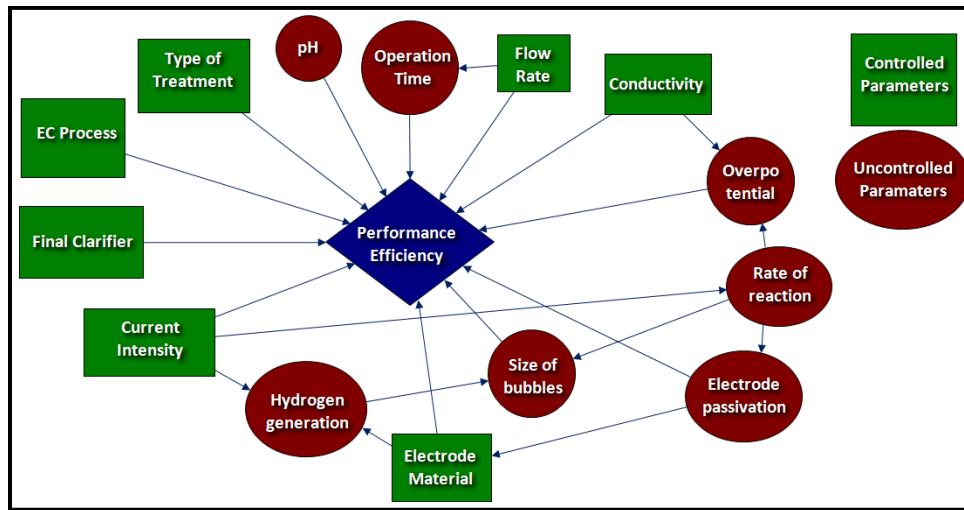 pH
Operation
Time
Flow
Rate
Type of
Treatment
Controlled
Parameters
Conductivity
EC Process
Overpo
tential
Uncontrolled
Paramaters
Final Clarifier
Performance
Efficiency
Rate of
reaction
Current
Intensity
Size of
bubbles
Electrode
passivation
Hydrogen
generation
Electrode
Material